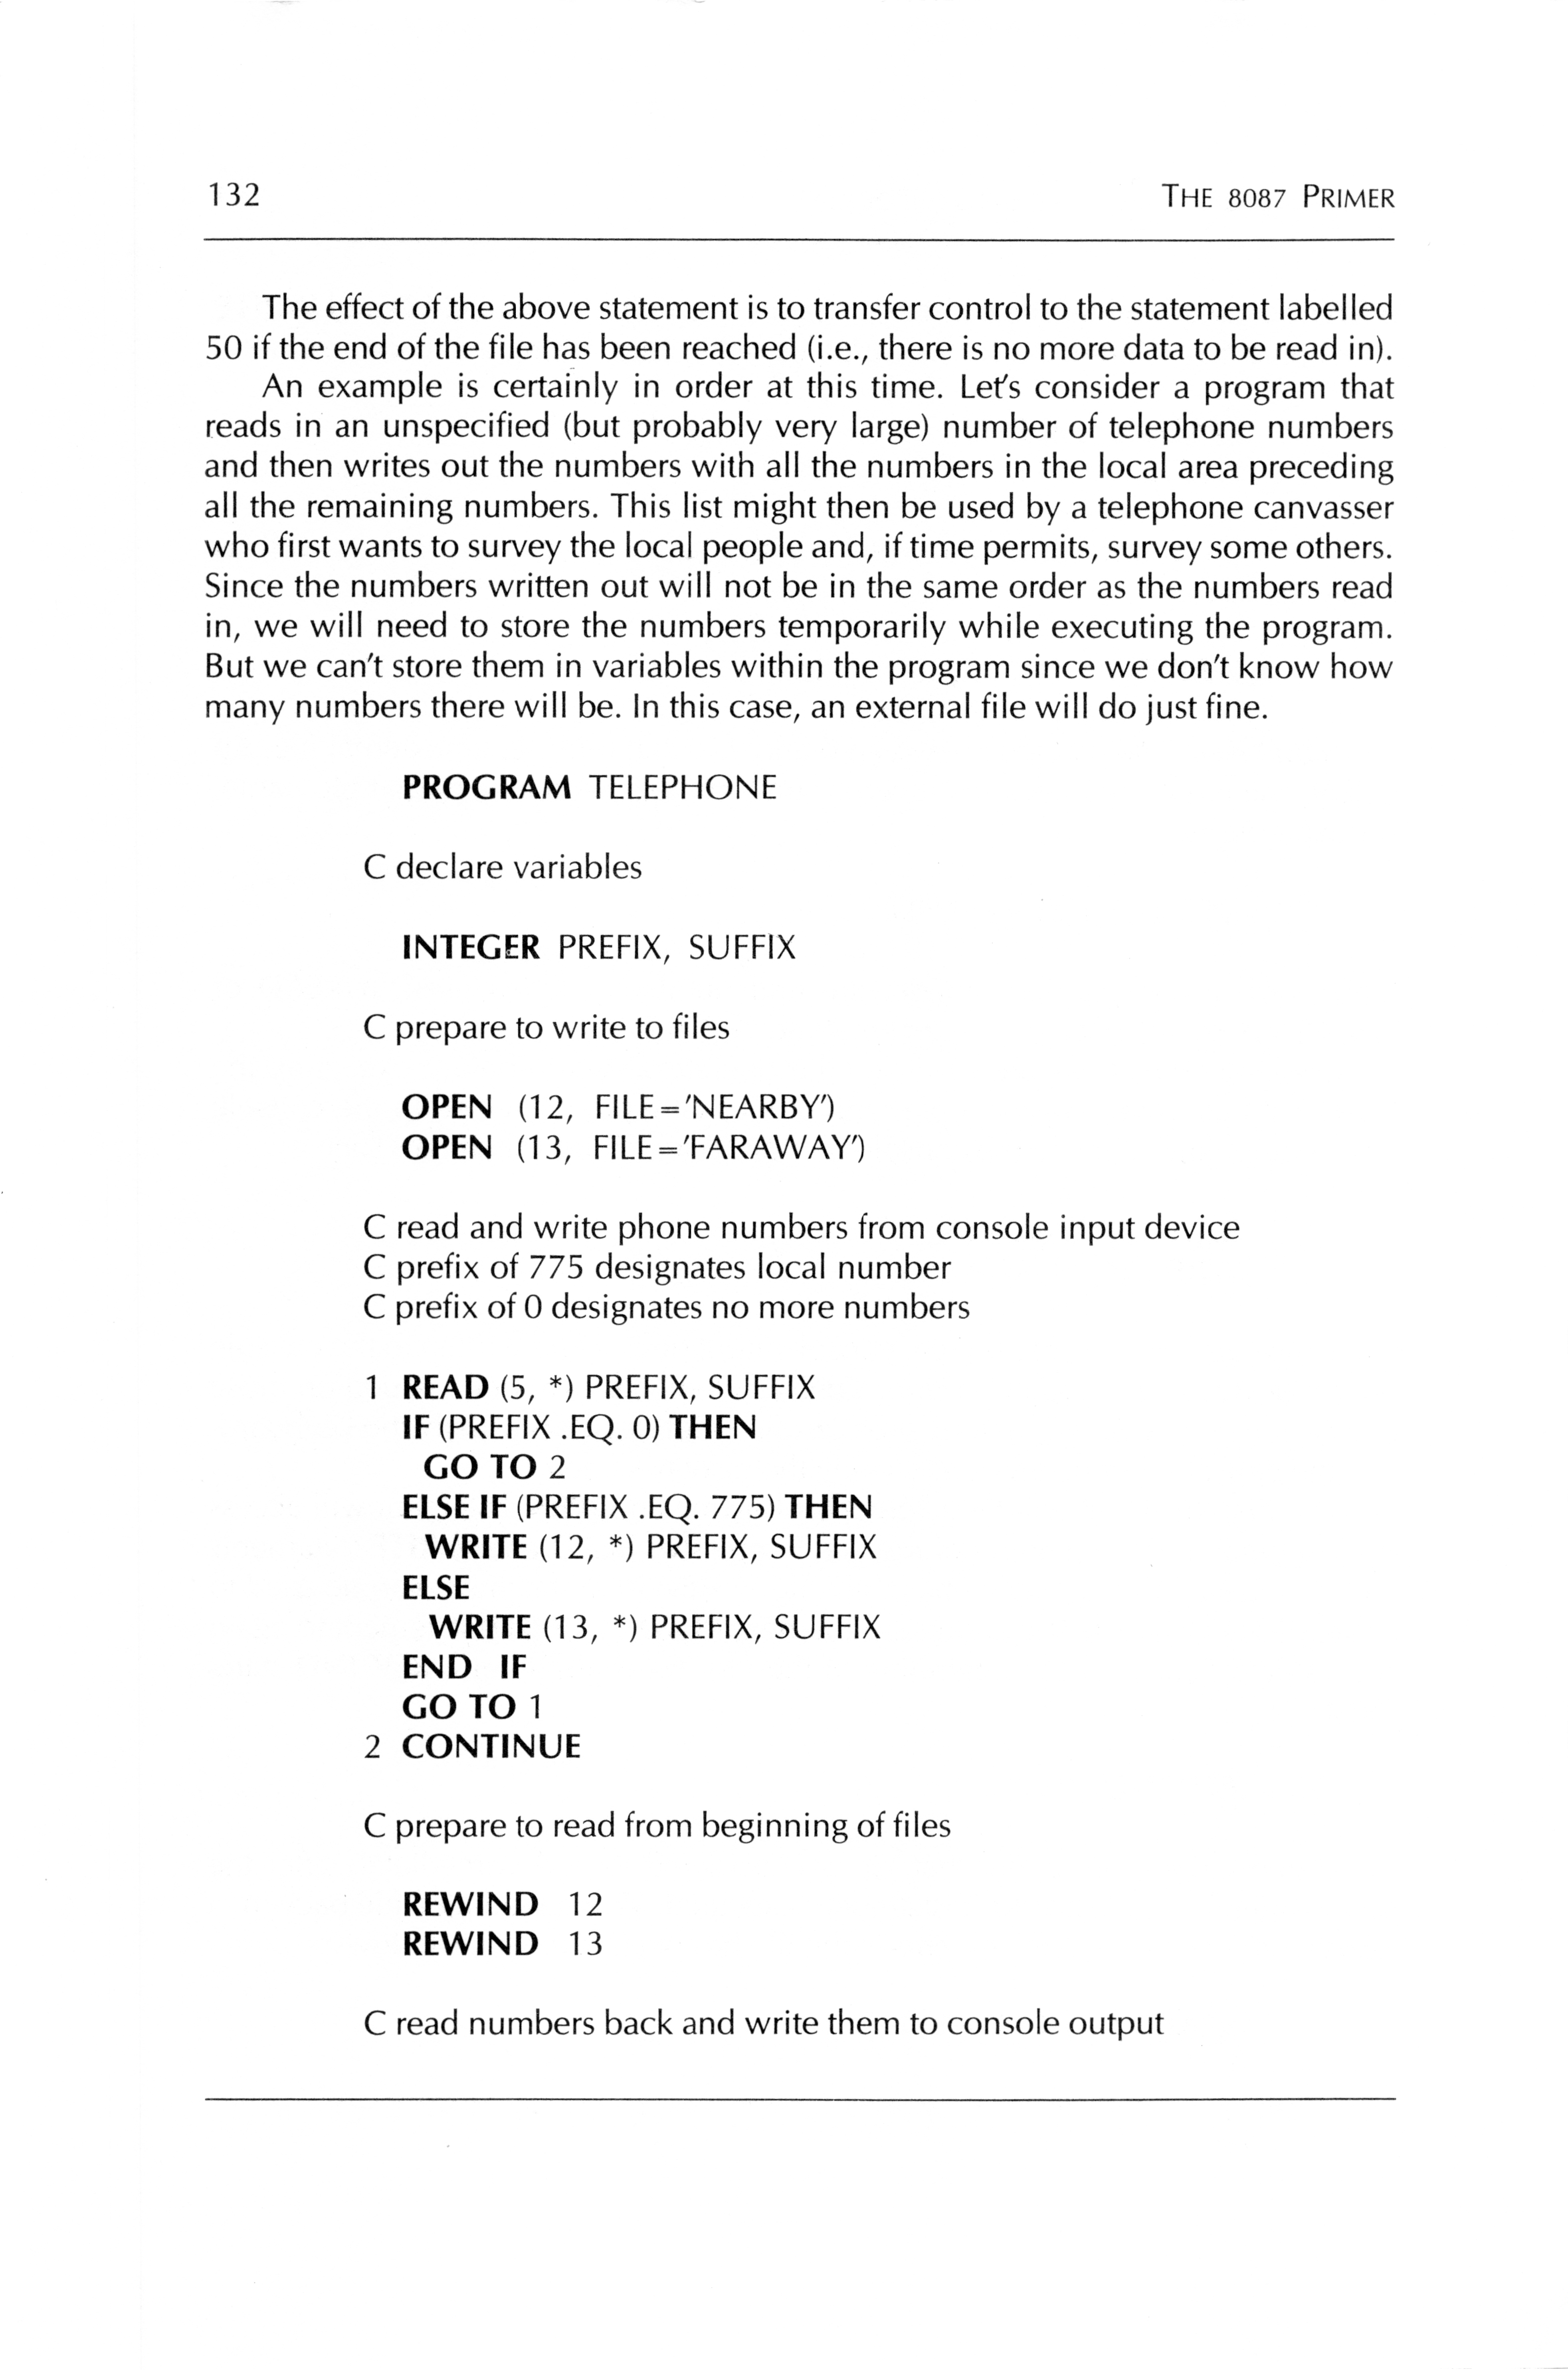 132 THE 8087 PRIMER
The effect of the above statement is to transfer control to the statement labelled
50 if the end of the file has been reached (i.e., there is no more data to be read in).
An example is certainly in order at this time. Let's consider a program that
reads in an unspecified (but probably very large) number of telephone numbers
and then writes out the numbers with all the numbers in the local area preceding
all the remaining numbers. This list might then be used by a telephone canvasser
who first wants to survey the local people and, if time permits, survey some others.
Since the numbers written out will not be in the same order as the numbers read
in, we will need to store the numbers temporarily while executing the program.
But we can't store them in variables within the program since we don't know how
many numbers there will be. In this case, an external file will do just fine.
PROGRAM TELEPHONE
C declare variables
INTEGER PREFIX, SUFFIX
C prepare to write to files
OPEN (12, FILE='NEARBY')
OPEN (13, FILE='FARAWAY')
C read and write phone numbers from console input device
C prefix of 775 designates local number
C prefix of 0 designates no more numbers
1 READ (5, *) PREFIX, SUFFIX
IF (PREFIX .EQ. 0) THEN
GO TO 2
ELSE IF (PREFIX .EQ. 775) THEN
WRITE (12, *) PREFIX, SUFFIX
ELSE
WRITE (13, *) PREFIX, SUFFIX
END IF
GO TO 1
2 CONTINUE
C prepare to read from beginning of files
REWIND 12
REWIND 13
C read numbers back and write them to console output